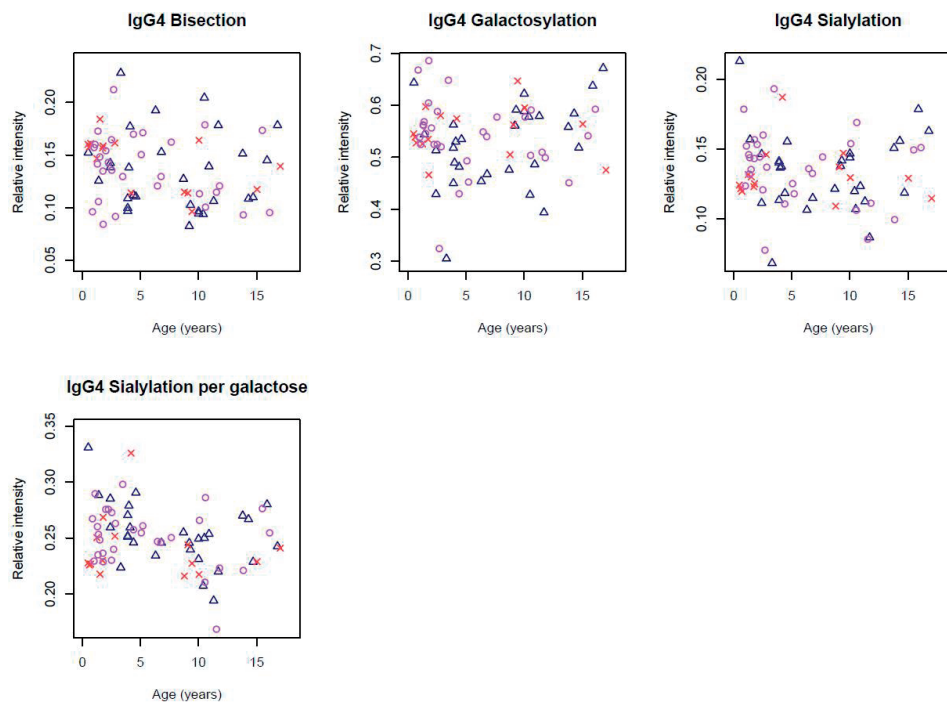 IgG4 Bisection
Relative intensity
0.20
0.15
0.10
0.05
0 5 10 15
Age (years)
IgG4 Galactosylation
Relative intensity
0.7
0.6
0.5
0.4
0.3
0 5 10 15
Age (years)
IgG4 Sialylation
Relative intensity
0.20
0.15
0.10
0 5 10 15
Age (years)
IgG4 Sialylation per galactose
Relative intensity
0.35
0.30
0.25
0.20
0 5 10 15
Age (years)